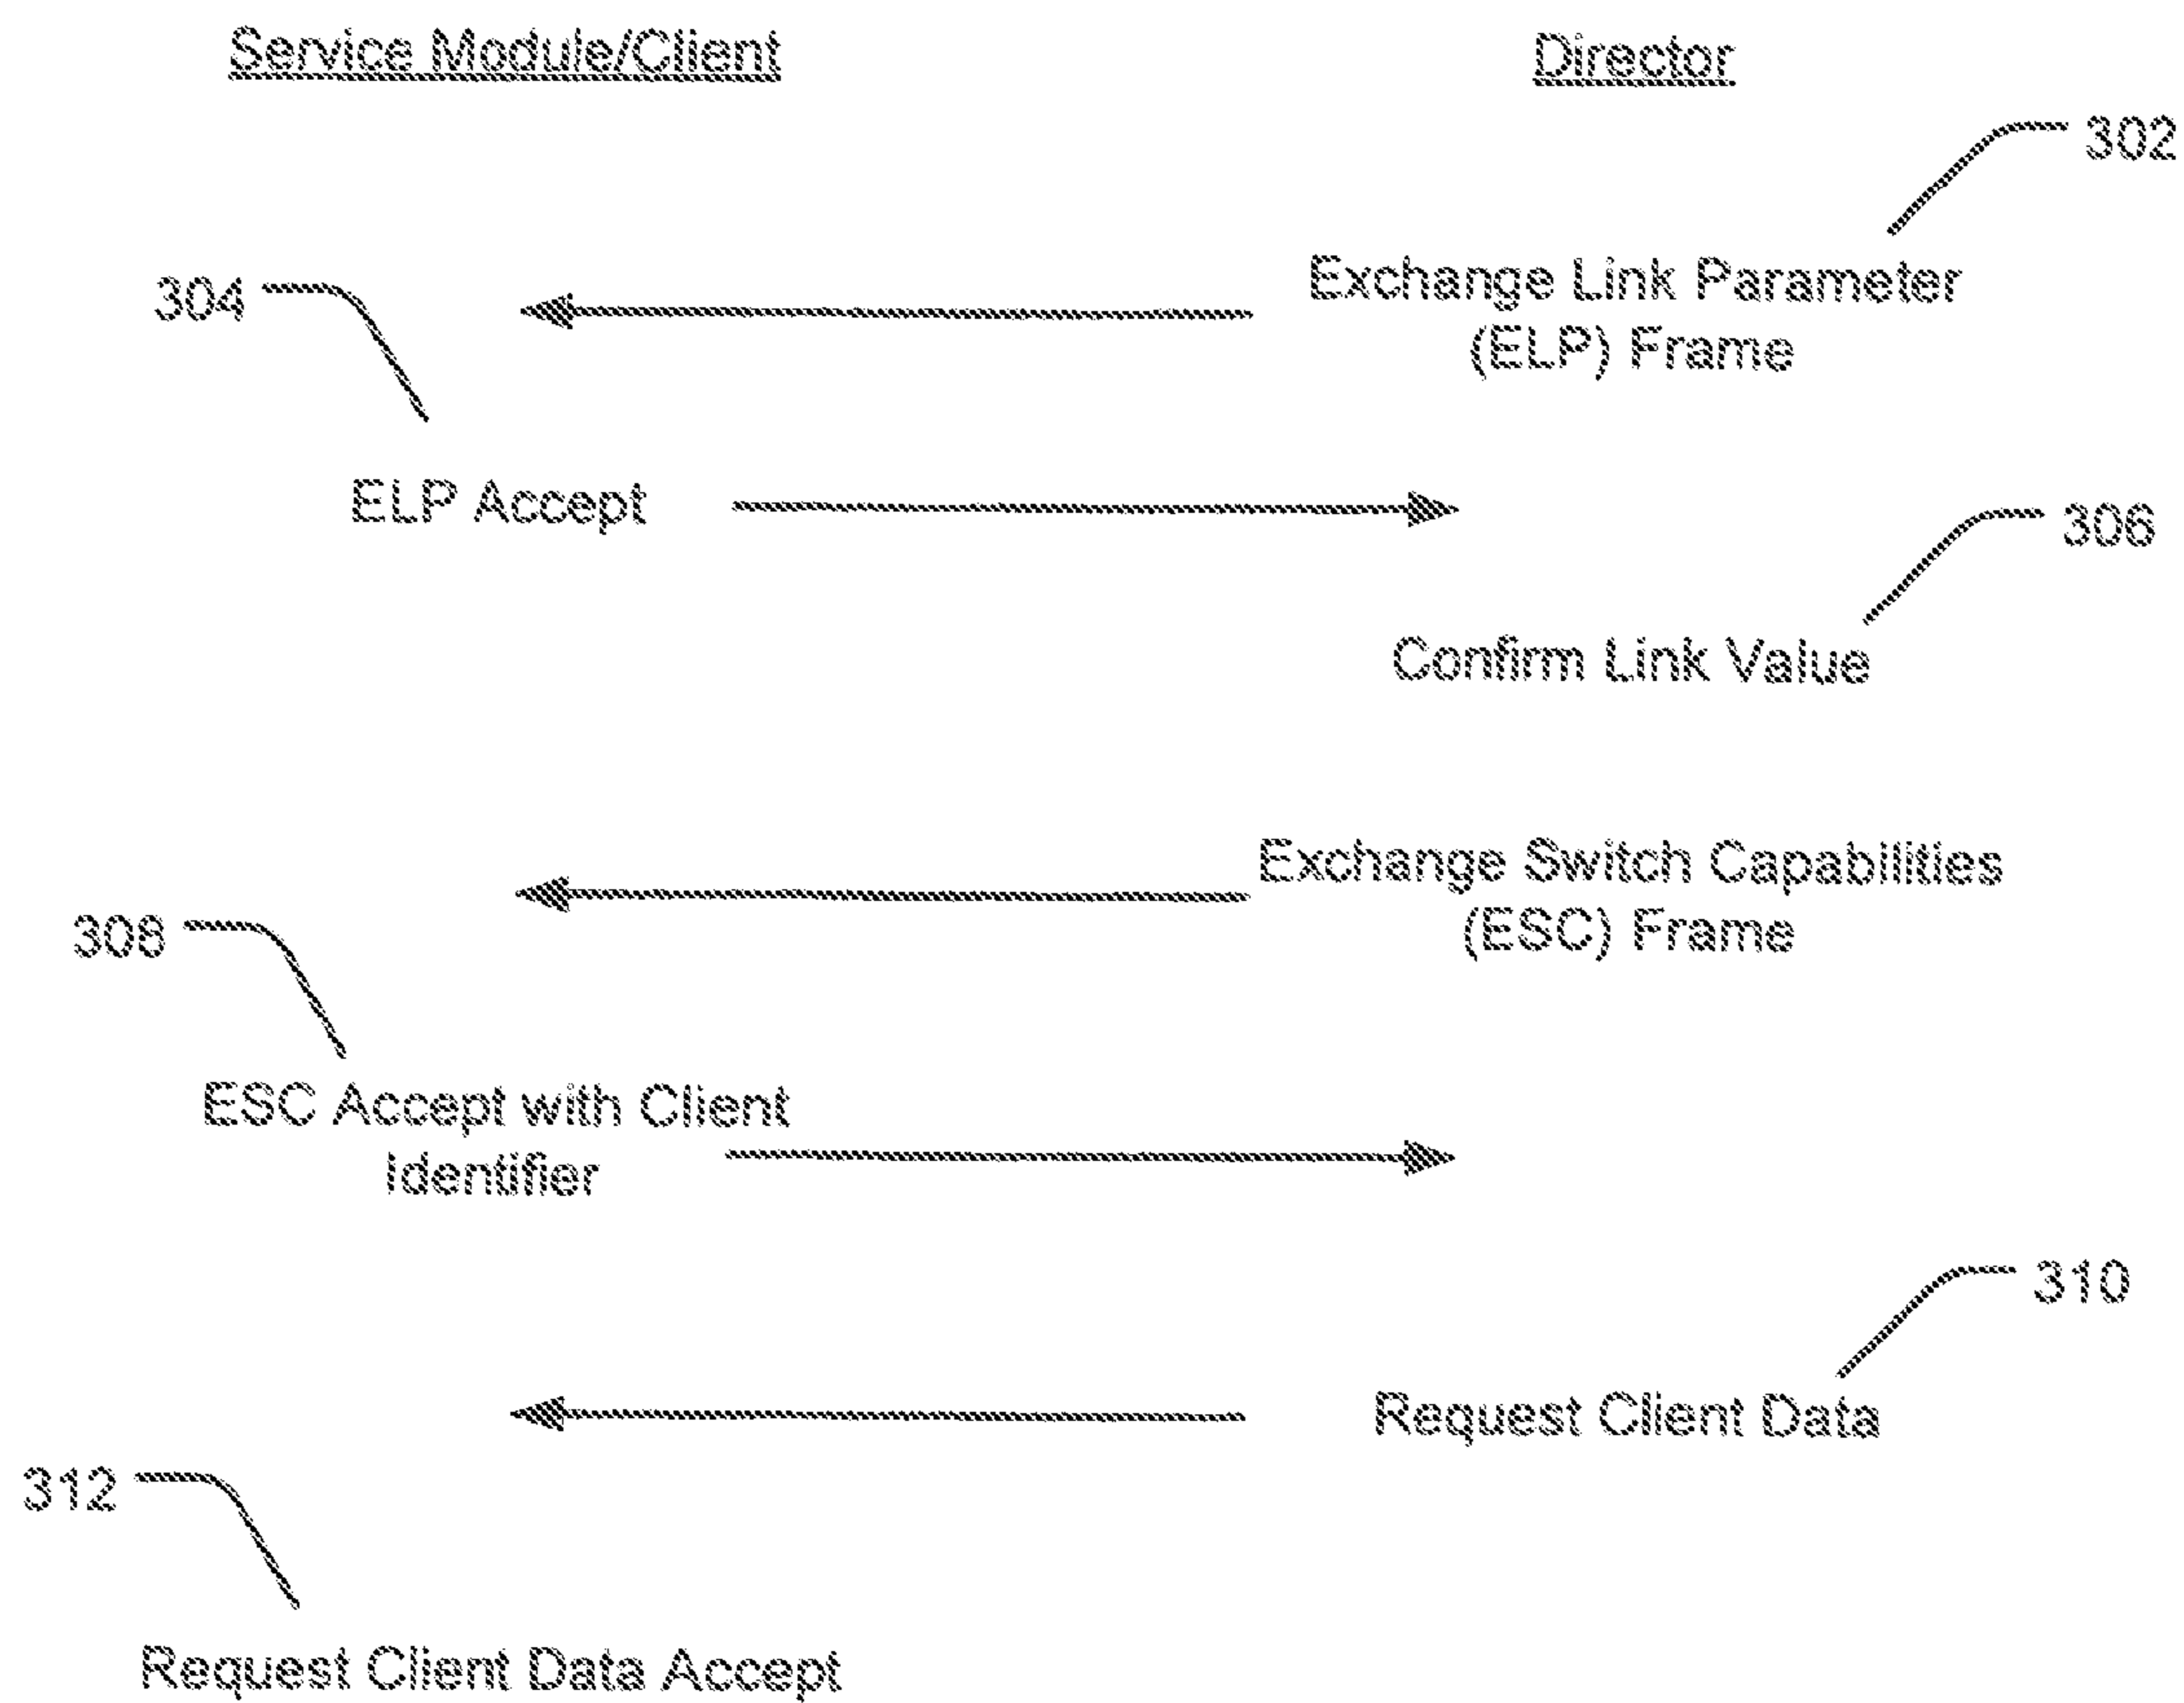 Service Module/Client
Director
302
Exchange Link Parameter
(ELP) Frame
304
ELP Accept
306
Confirm Link Value
Exchange Switch Capabilities
(ESC) Frame
308
ESC Accept with Client
Identifier
310
Request Client Data
312
Request Client Data Accept